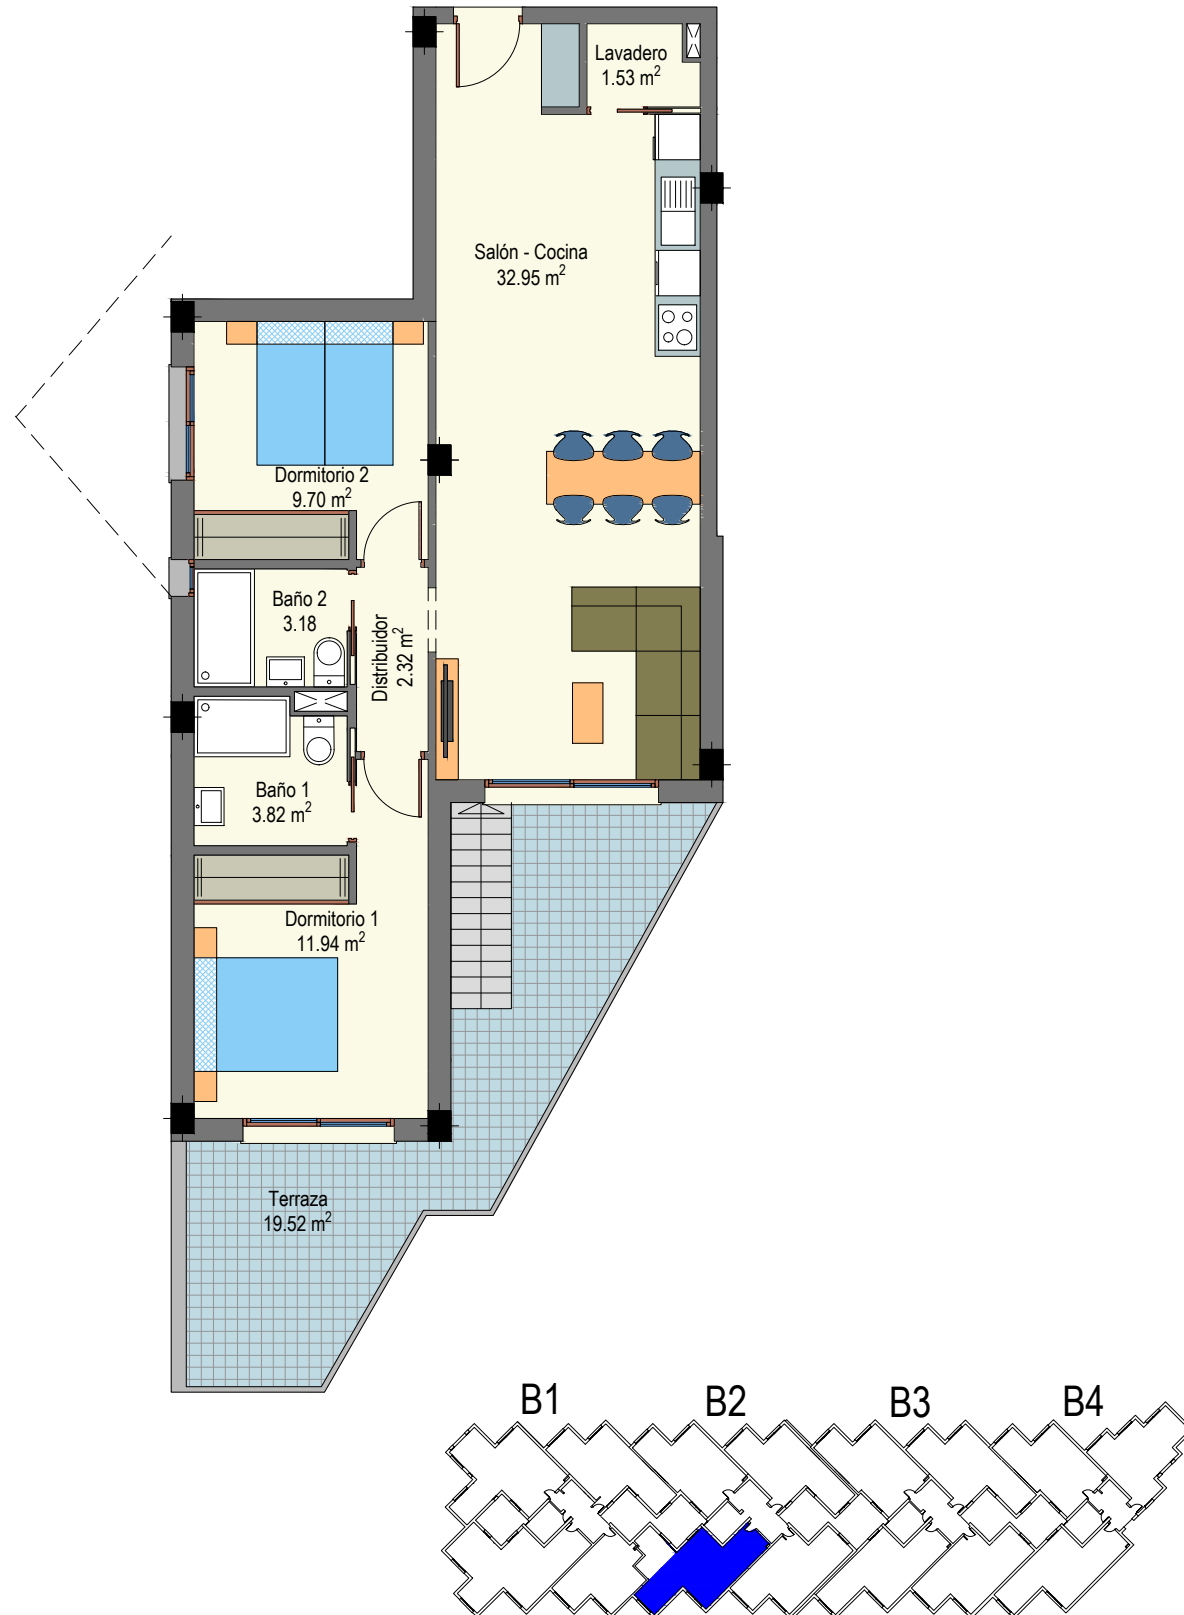 Lavadero
1.53 m²
Salón - Cocina
32.95 m²
Dormitorio 2
9.70 m²
Baño 2
3.18
Distribuidor
2.32 m²
Baño 1
3.82 m²
Dormitorio 1
11.94 m²
Terraza
19.52 m²
B1
B2
B3
B4